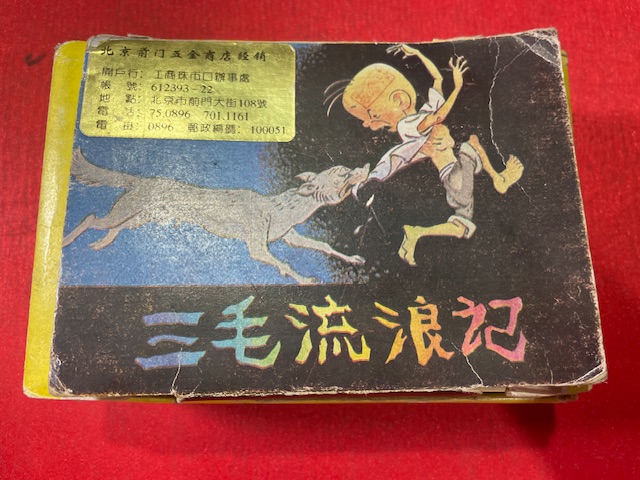 北京前门五金商店经销
開戶行：工商珠市口辦事處
帳 號：612393－22
地 點：北京市前門大街108號
電 話：75.0896 701.1161
電 掛：0896 郵政編碼：100051
三毛流浪记